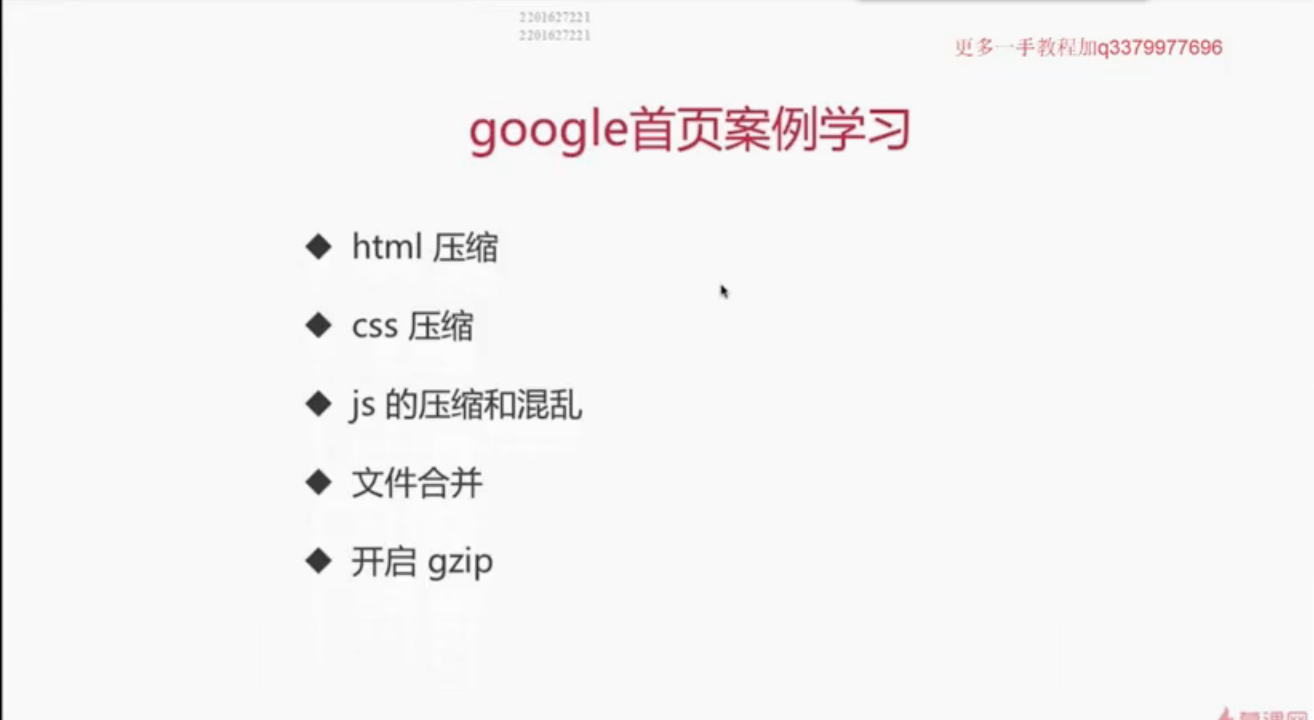 2201627221
2201627221
更多一手教程加q3379977696
google首页案例学习
◆ html 压缩
◆ css 压缩
◆ js 的压缩和混乱
◆ 文件合并
◆ 开启 gzip